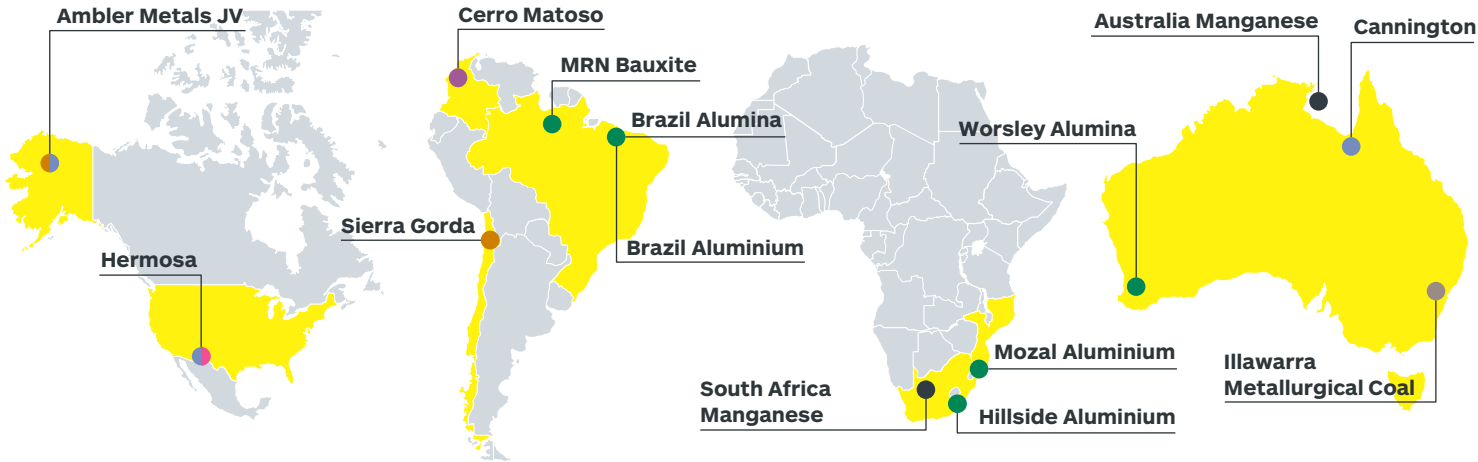 Ambler Metals JV
Hermosa
Cerro Matoso
MRN Bauxite
Brazil Alumina
Sierra Gorda
Brazil Aluminium
South Africa
Manganese
Mozal Aluminium
Hillside Aluminium
Australia Manganese
Cannington
Worsley Alumina
Illawarra
Metallurgical Coal